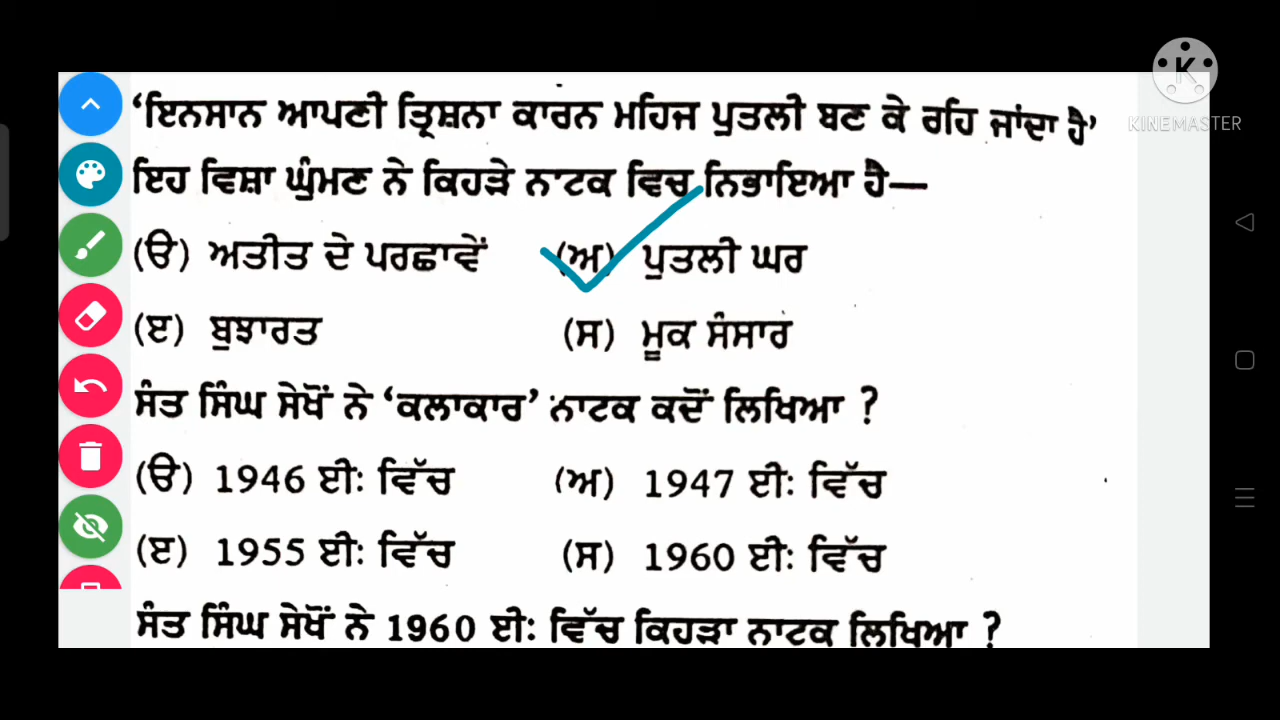 KINEMASTER
‘ਇਨਸਾਨ ਆਪਣੀ ਤ੍ਰਿਸ਼ਨਾ ਕਾਰਨ ਮਹਿਜ ਪੁਤਲੀ ਬਣ ਕੇ ਰਹਿ ਜਾਂਦਾ ਹੈ’
ਇਹ ਵਿਸ਼ਾ ਘੁੰਮਣ ਨੇ ਕਿਹੜੇ ਨਾਟਕ ਵਿਚ ਨਿਭਾਇਆ ਹੈ—
(ੳ) ਅਤੀਤ ਦੇ ਪਰਛਾਵੇਂ (ਅ) ਪੁਤਲੀ ਘਰ
(ੲ) ਬੁਝਾਰਤ (ਸ) ਮੂਕ ਸੰਸਾਰ
ਸੰਤ ਸਿੰਘ ਸੇਖੋਂ ਨੇ ‘ਕਲਾਕਾਰ’ ਨਾਟਕ ਕਦੋਂ ਲਿਖਿਆ ?
(ੳ) 1946 ਈ: ਵਿੱਚ (ਅ) 1947 ਈ: ਵਿੱਚ
(ੲ) 1955 ਈ: ਵਿੱਚ (ਸ) 1960 ਈ: ਵਿੱਚ
ਸੰਤ ਸਿੰਘ ਸੇਖੋਂ ਨੇ 1960 ਈ: ਵਿੱਚ ਕਿਹੜਾ ਨਾਟਕ ਲਿਖਿਆ ?